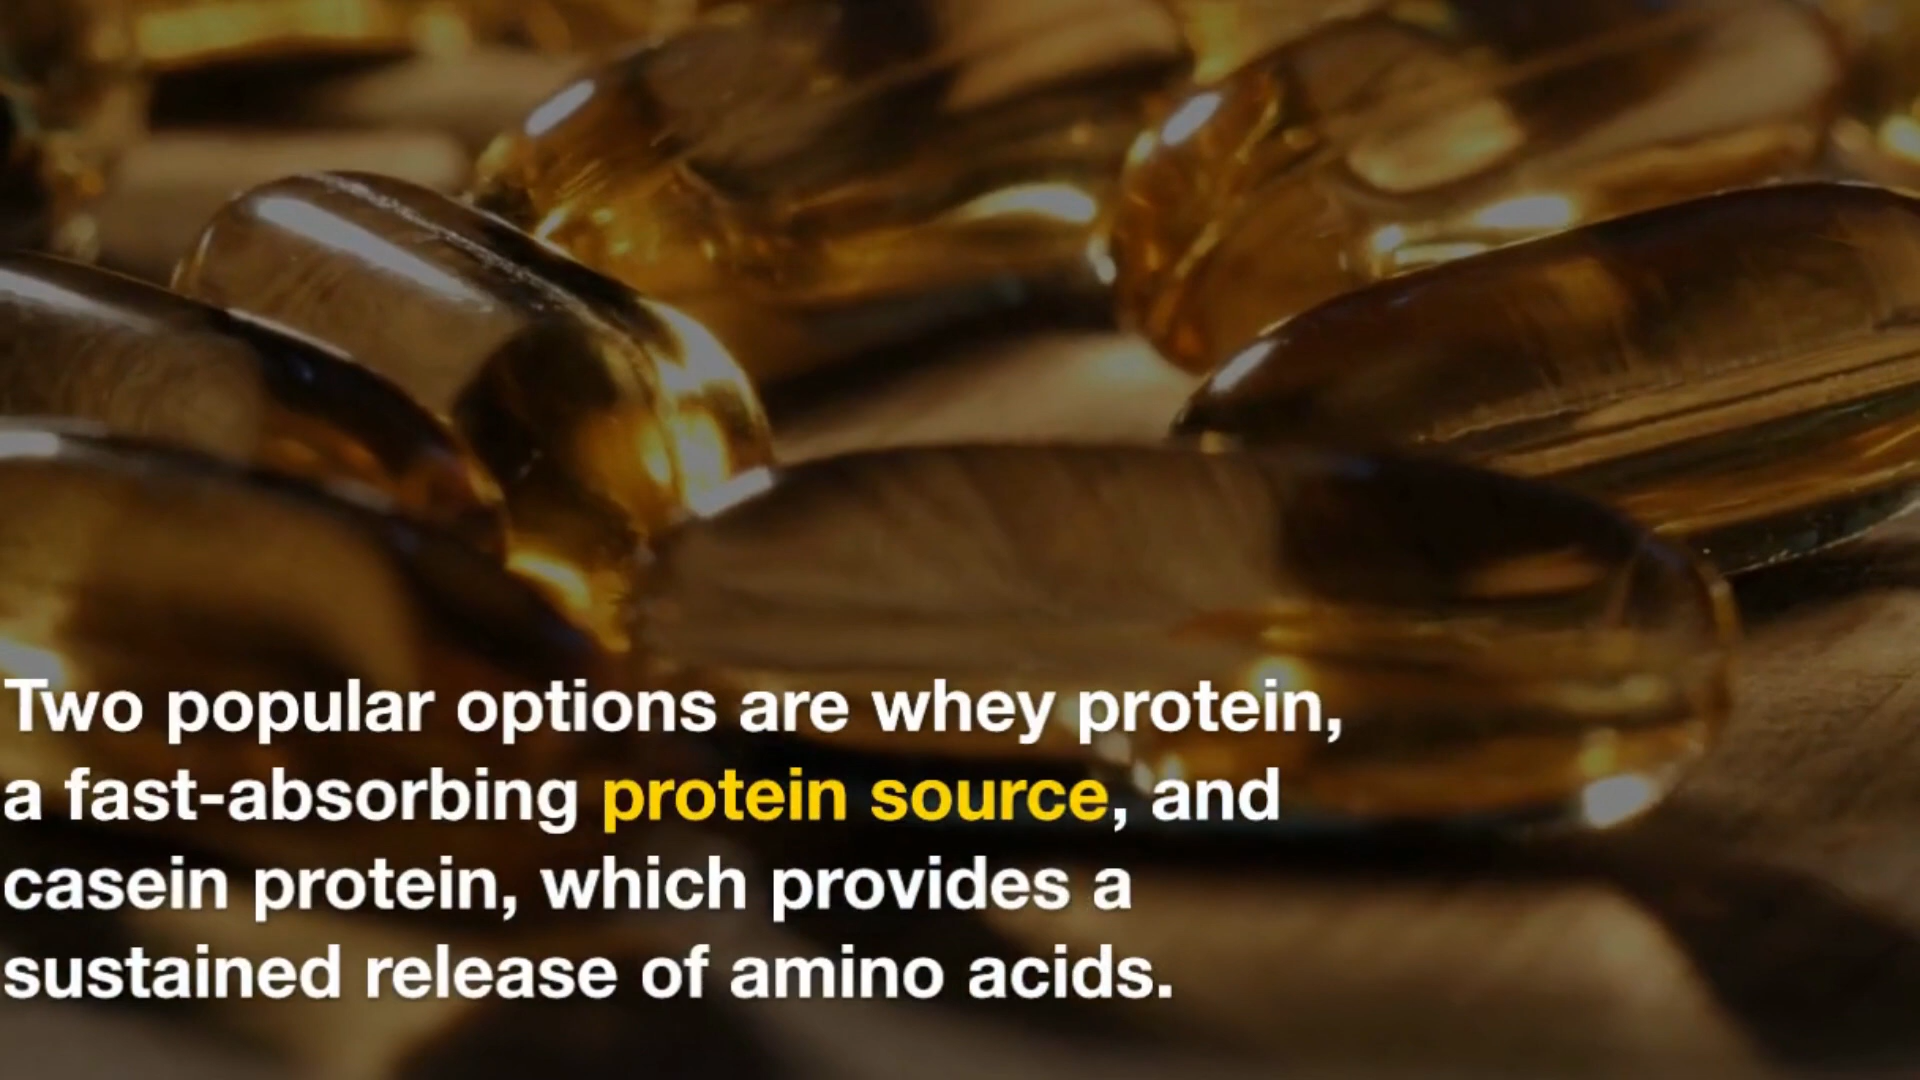 Two popular options are whey protein,
a fast-absorbing protein source, and
casein protein, which provides a
sustained release of amino acids.